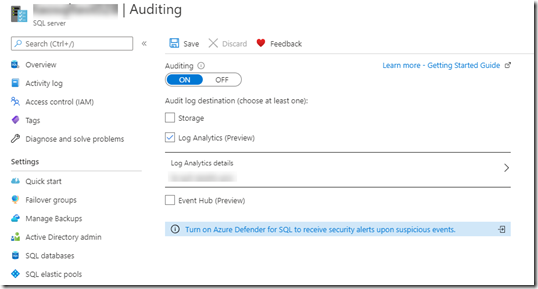 | Auditing
SQL server
Search (Ctrl+/)
«
Save
Discard
Feedback
Overview
Activity log
Access control (IAM)
Tags
Diagnose and solve problems
Settings
Quick start
Failover groups
Manage Backups
Active Directory admin
SQL databases
SQL elastic pools
Auditing
Learn more - Getting Started Guide
ON
OFF
Audit log destination (choose at least one):
Storage
Log Analytics (Preview)
Log Analytics details
Event Hub (Preview)
Turn on Azure Defender for SQL to receive security alerts upon suspicious events.